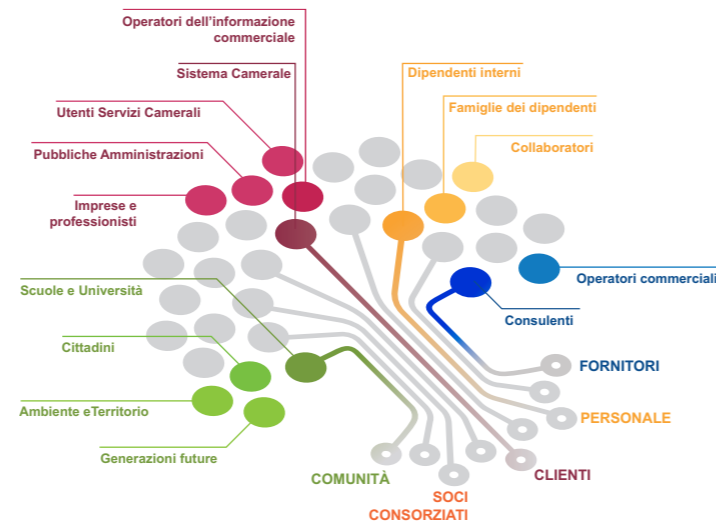 Operatori dell'informazione
commerciale
Sistema Camerale
Utenti Servizi Camerali
Pubbliche Amministrazioni
Imprese e
professionisti
Dipendenti interni
Famiglie dei dipendenti
Collaboratori
Scuole e Università
Cittadini
Ambiente eTerritorio
Generazioni future
Operatori commerciali
Consulenti
FORNITORI
PERSONALE
CLIENTI
SOCI
CONSORZIATI
COMUNITÀ